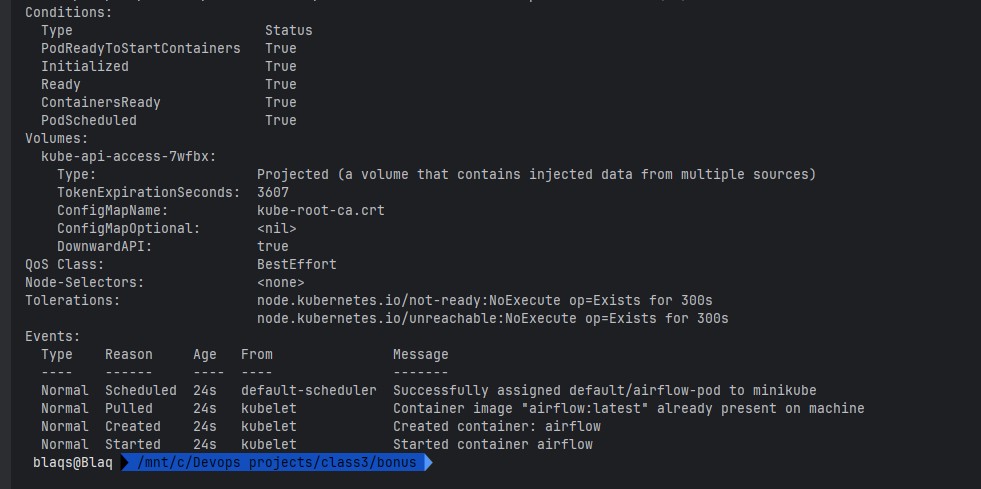 Conditions:
  Type                        Status
  PodReadyToStartContainers   True
  Initialized                 True
  Ready                       True
  ContainersReady             True
  PodScheduled                True
Volumes:
  kube-api-access-7wfbx:
    Type:                    Projected (a volume that contains injected data from multiple sources)
    TokenExpirationSeconds:  3607
    ConfigMapName:           kube-root-ca.crt
    ConfigMapOptional:       <nil>
    DownwardAPI:             true
QoS Class:                   BestEffort
Node-Selectors:              <none>
Tolerations:                 node.kubernetes.io/not-ready:NoExecute op=Exists for 300s
                             node.kubernetes.io/unreachable:NoExecute op=Exists for 300s
Events:
  Type    Reason     Age   From               Message
  ----    ------     ----  ----               -------
  Normal  Scheduled  24s   default-scheduler  Successfully assigned default/airflow-pod to minikube
  Normal  Pulled     24s   kubelet            Container image "airflow:latest" already present on machine
  Normal  Created    24s   kubelet            Created container: airflow
  Normal  Started    24s   kubelet            Started container airflow
blaqs@Blaq /mnt/c/Devops projects/class3/bonus